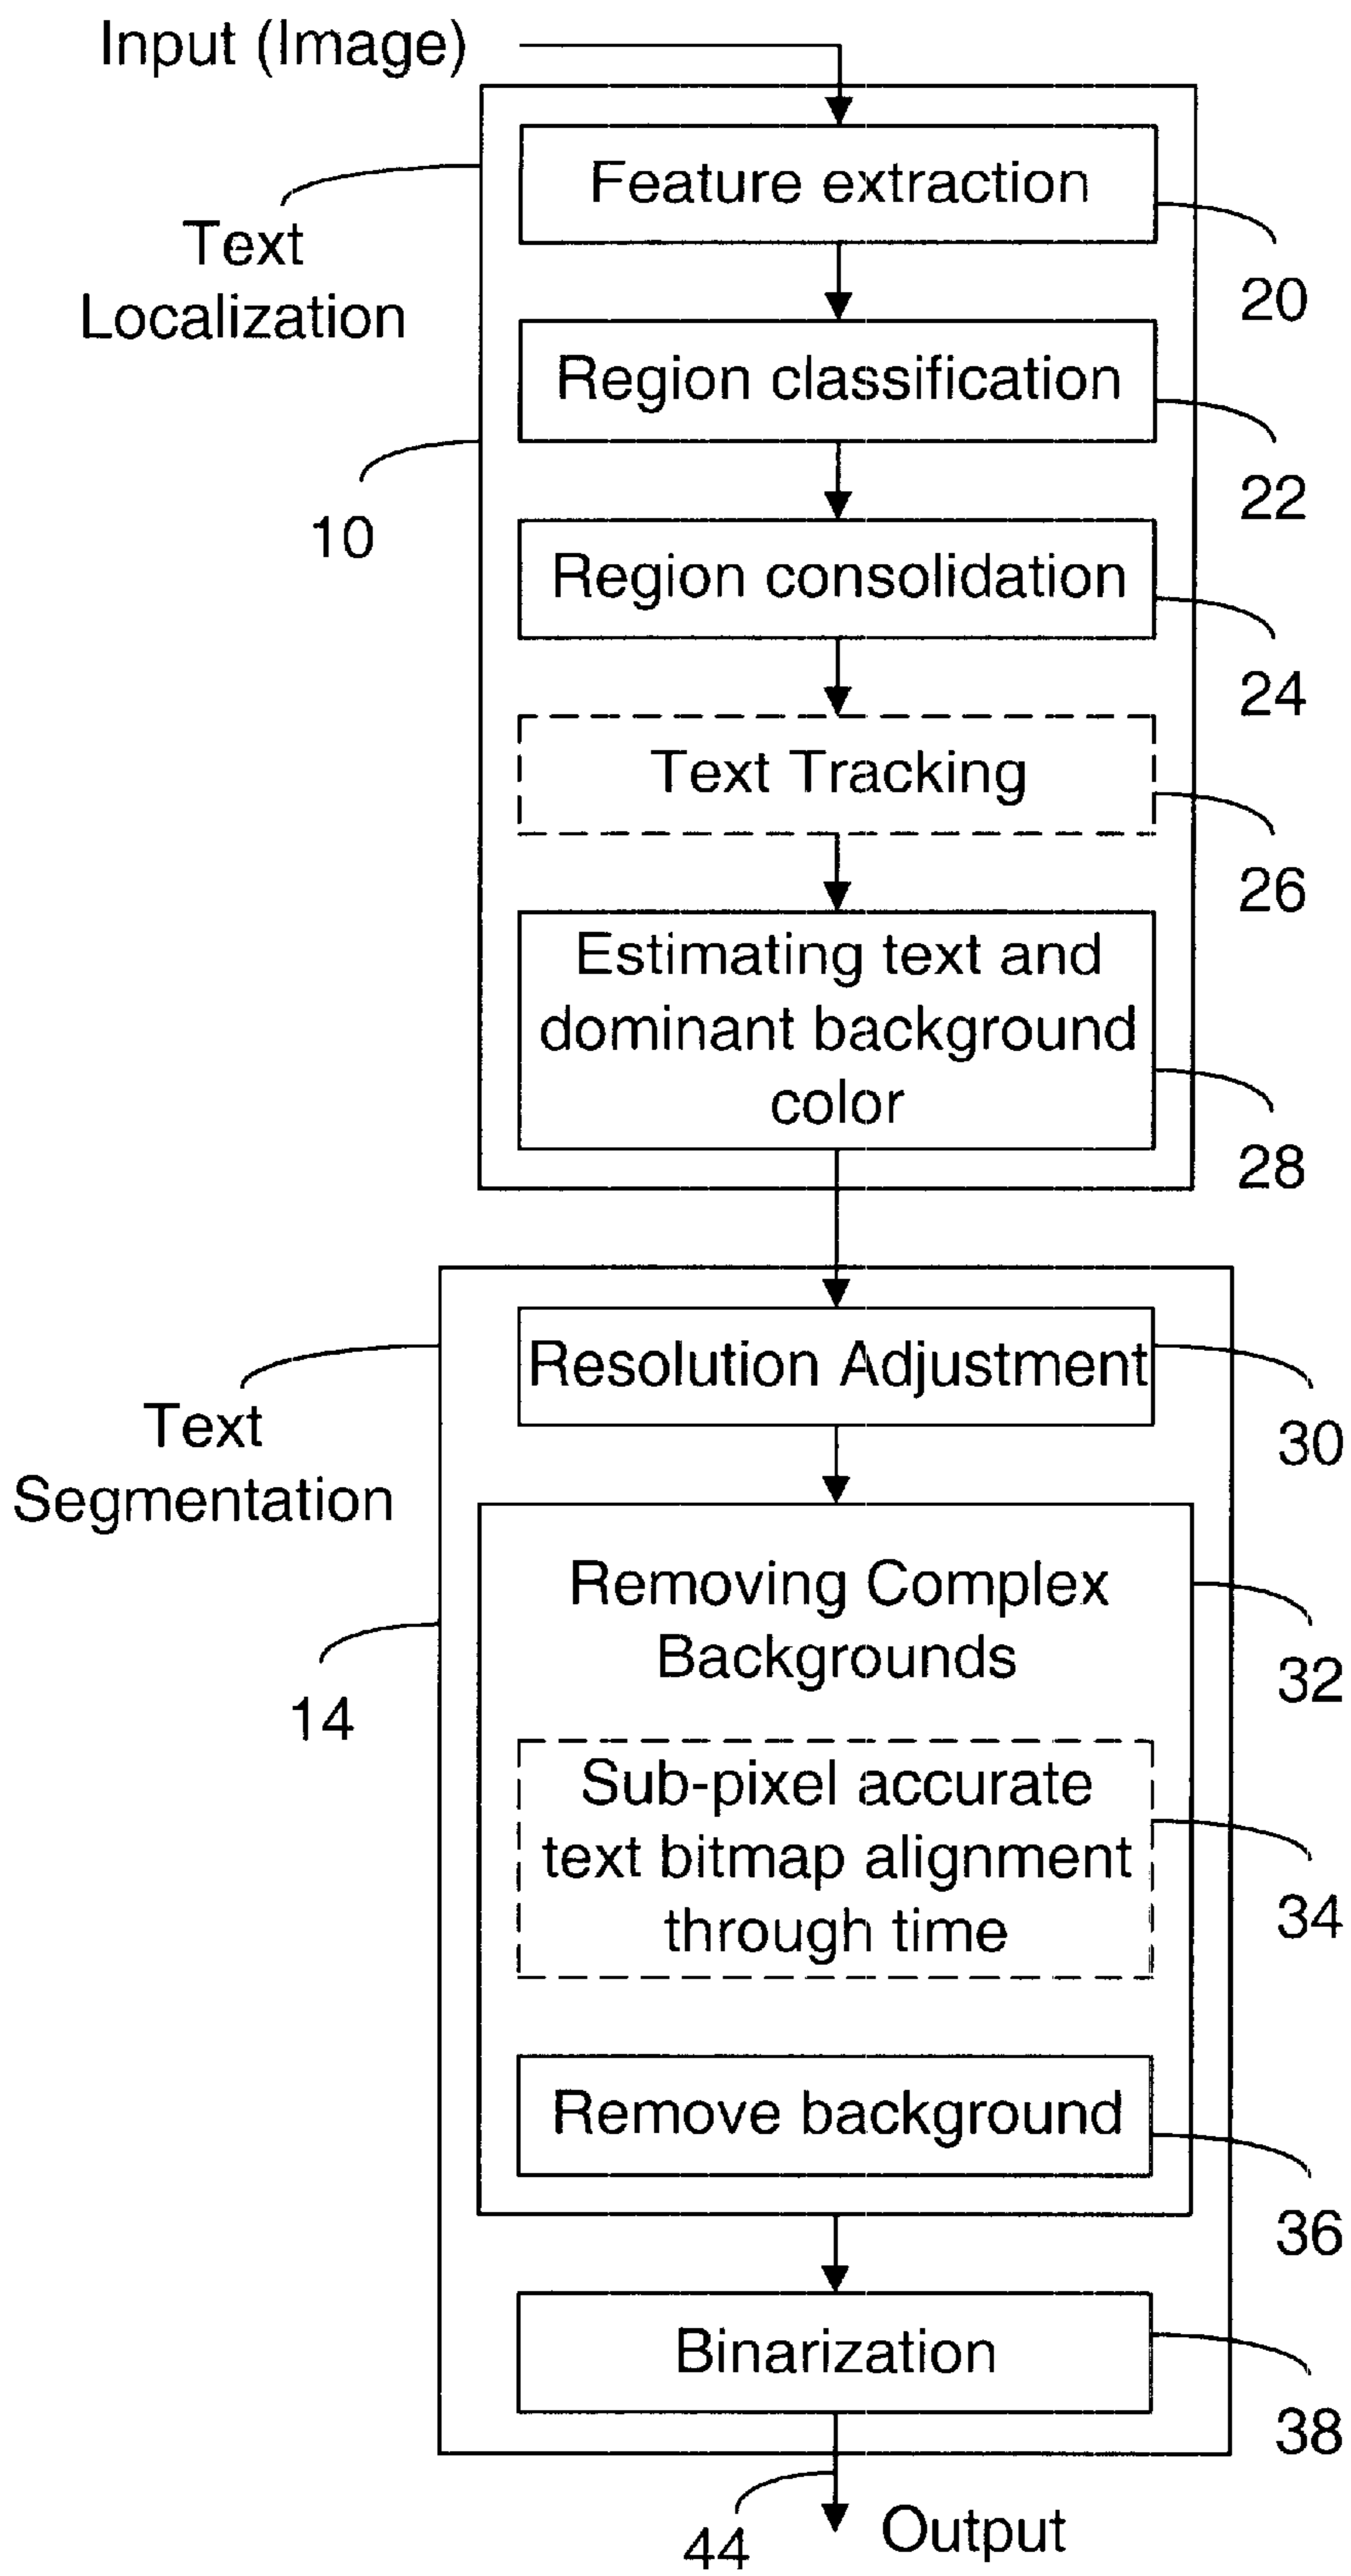 Input (Image)
Feature extraction
20
Text
Localization
Region classification
22
10
Region consolidation
24
Text Tracking
26
Estimating text and
dominant background
color
28
Resolution Adjustment
30
Text
Segmentation
Removing Complex
Backgrounds
32
14
Sub-pixel accurate
text bitmap alignment
through time
34
Remove background
36
Binarization
38
44
Output